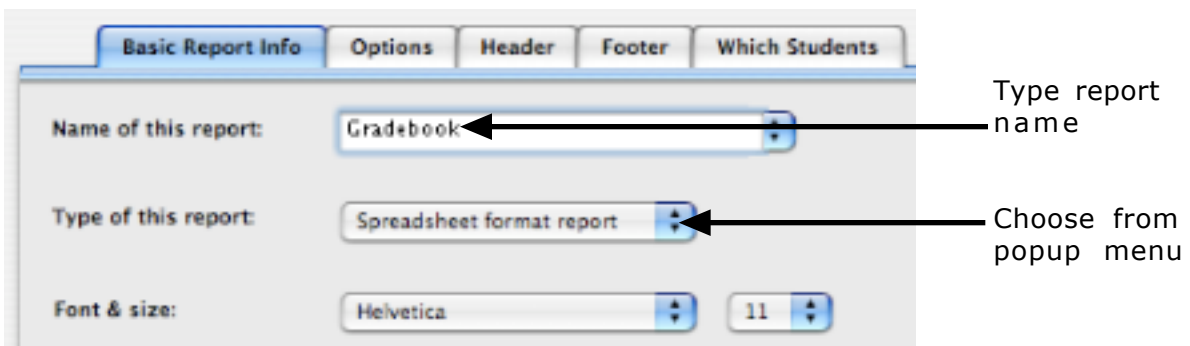 Basic Report Info Options Header Footer Which Students
Name of this report: Gradebook
Type report
name
Type of this report: Spreadsheet format report
Choose from
popup menu
Font & size: Helvetica 11